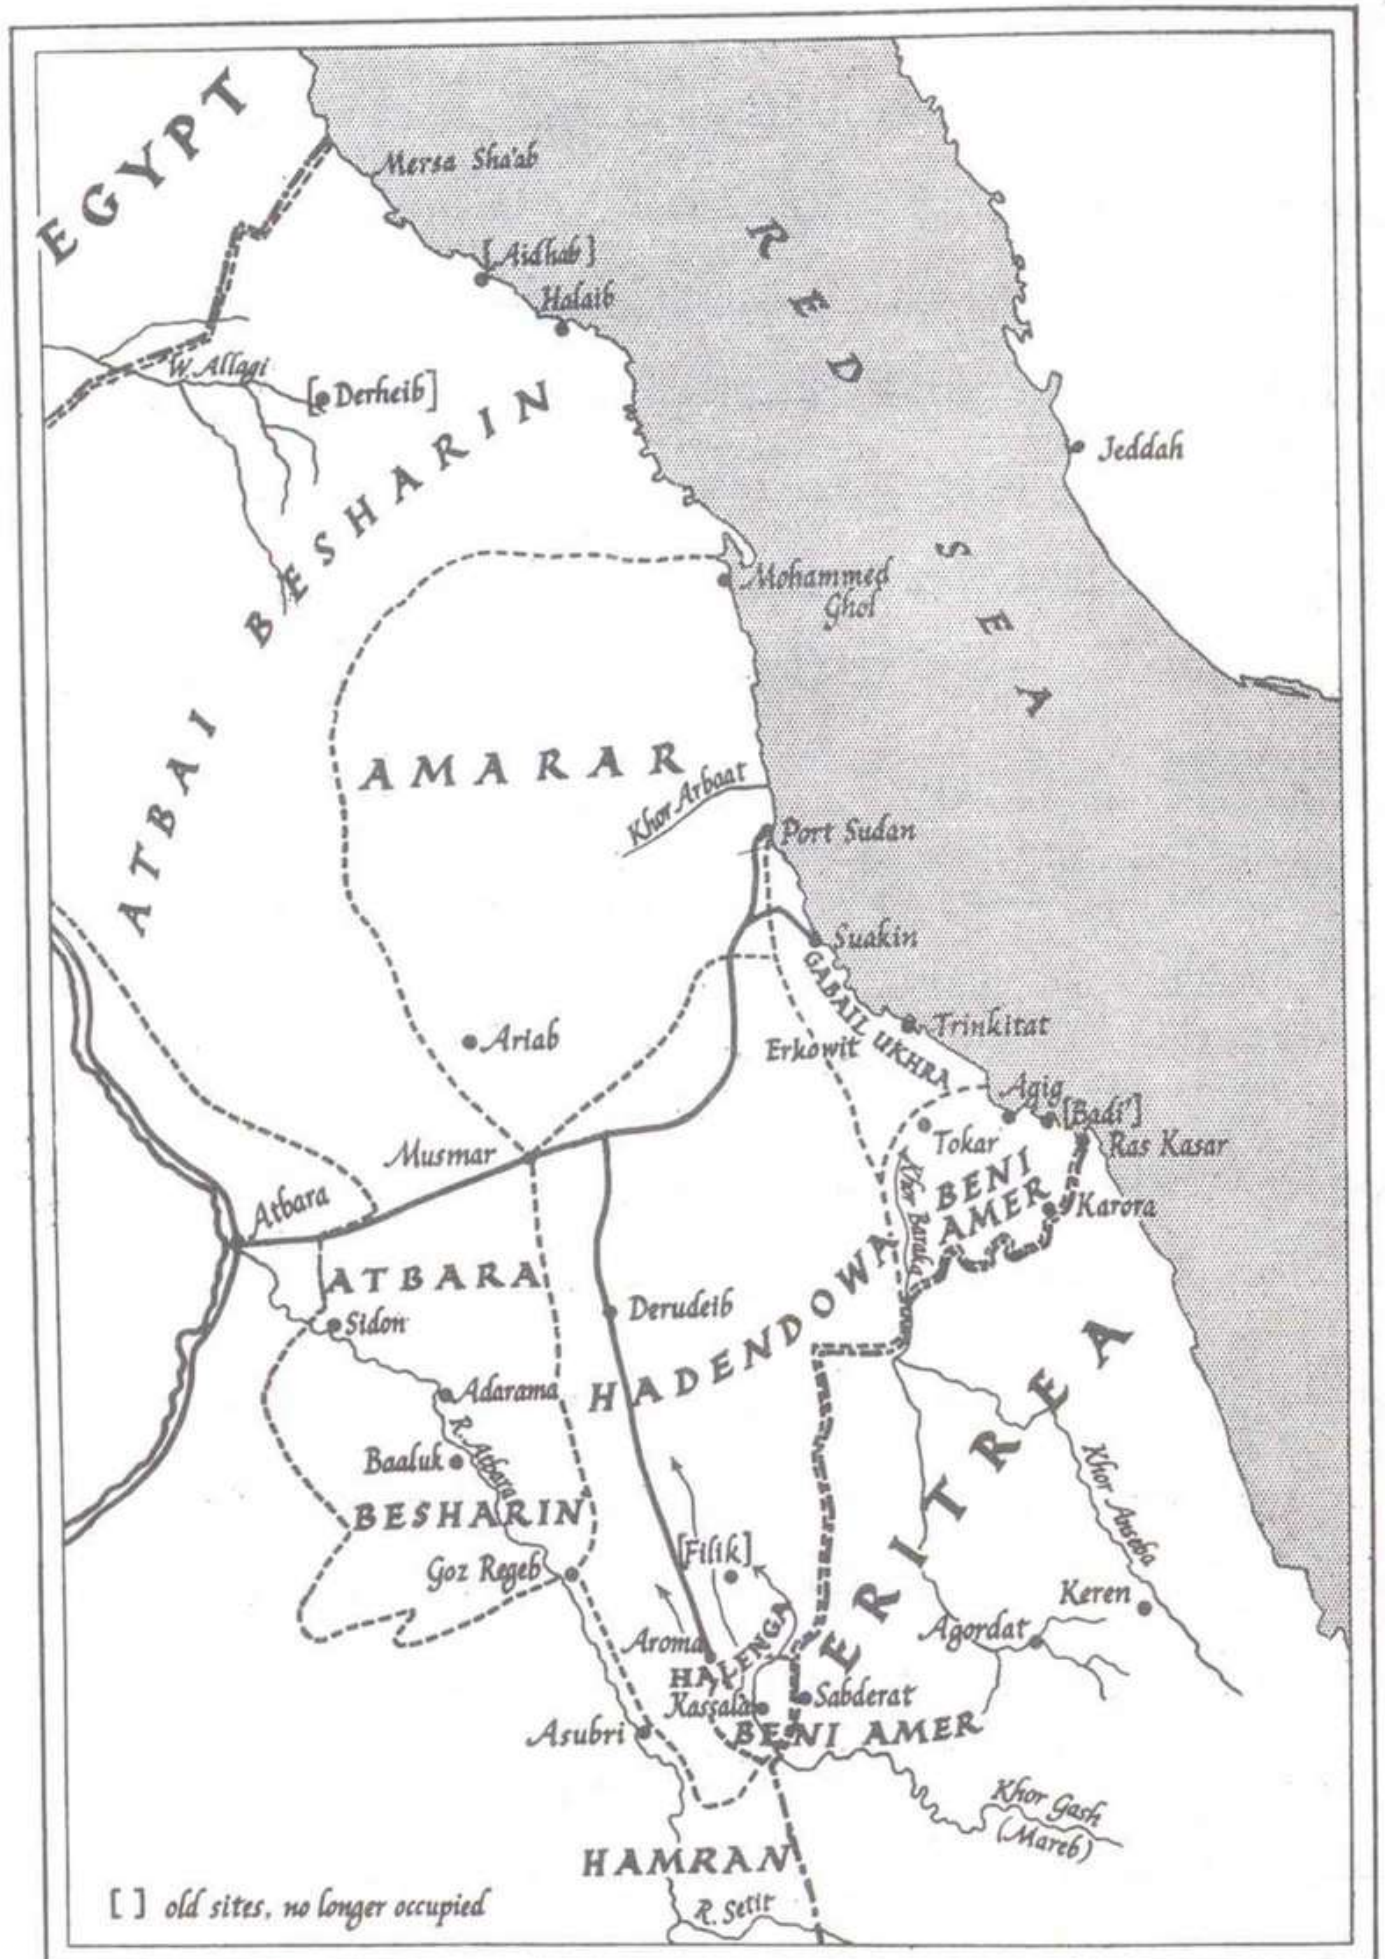 EGYPT
Mersa Sha'ab
[Aidhab]
Halaib
RED SEA
W. Allaqi
[Derheib]
Jeddah
ATBAI BESHARIN
Mohammed
Ghol
AMARAR
Khor Arbaat
Port Sudan
Suakin
GABAIL UKHRA
Trinkitat
Ariab
Erkowit
Aqiq
[Badi']
Tokar
Ras Kasar
Musmar
Khor Baraka
BENI
AMER
Karora
Atbara
ATBARA
Sidon
Derudeib
HADENDOWA
ERITREA
Adarama
R. Atbara
Baaluk
Khor Anseba
BESHARIN
[Filik]
Goz Regeb
Keren
Agordat
Aroma
HALENGA
Kassala
Sabderat
Asubri
BENI AMER
Khor Gash
(Mareb)
HAMRAN
[ ] old sites, no longer occupied
R. Setit